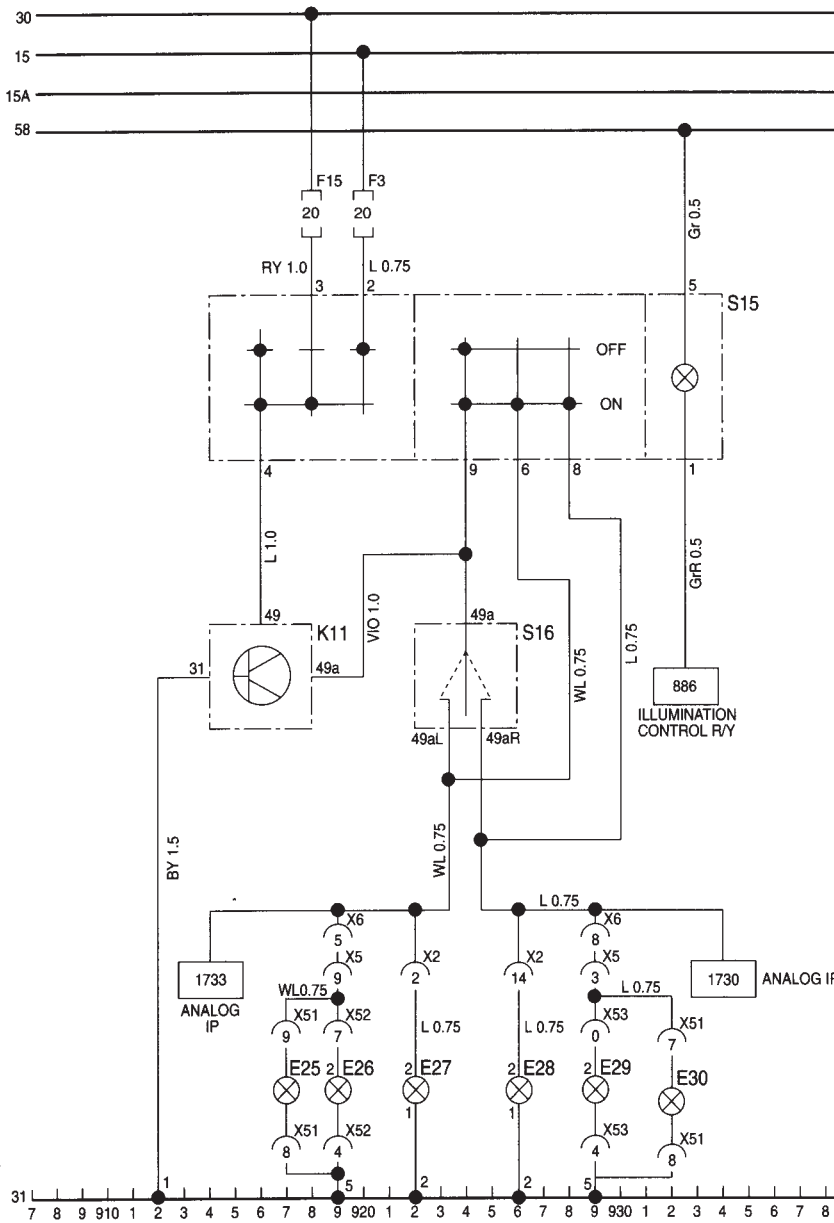 30
15
15A
58
F15 F3
20 20
RY 1.0 L 0.75
Gr 0.5
3 2 5
S15
OFF
ON
4 9 6 8 1
L 1.0
VIO 1.0
WL 0.75
L 0.75
GrR 0.5
49 K11 49a S16
31 49a
886
ILLUMINATION
CONTROL R/Y
49aL 49aR
BY 1.5
WL 0.75
L 0.75
X6 X6
5 8
X5 X2 X2 X5
9 2 14 3
1733 1730
ANALOG
IP
ANALOG IP
WL0.75 L 0.75
X51 X52 X53 X51
9 7 0 7
L 0.75 L 0.75
E25 2 E26 2 E27 2 E28 2 E29 E30
1 1
X51 X52 X53 X51
8 4 4 8
1 5 2 2 5
31
7 8 9 910 1 2 3 4 5 6 7 8 9 920 1 2 3 4 5 6 7 8 9 930 1 2 3 4 5 6 7 8